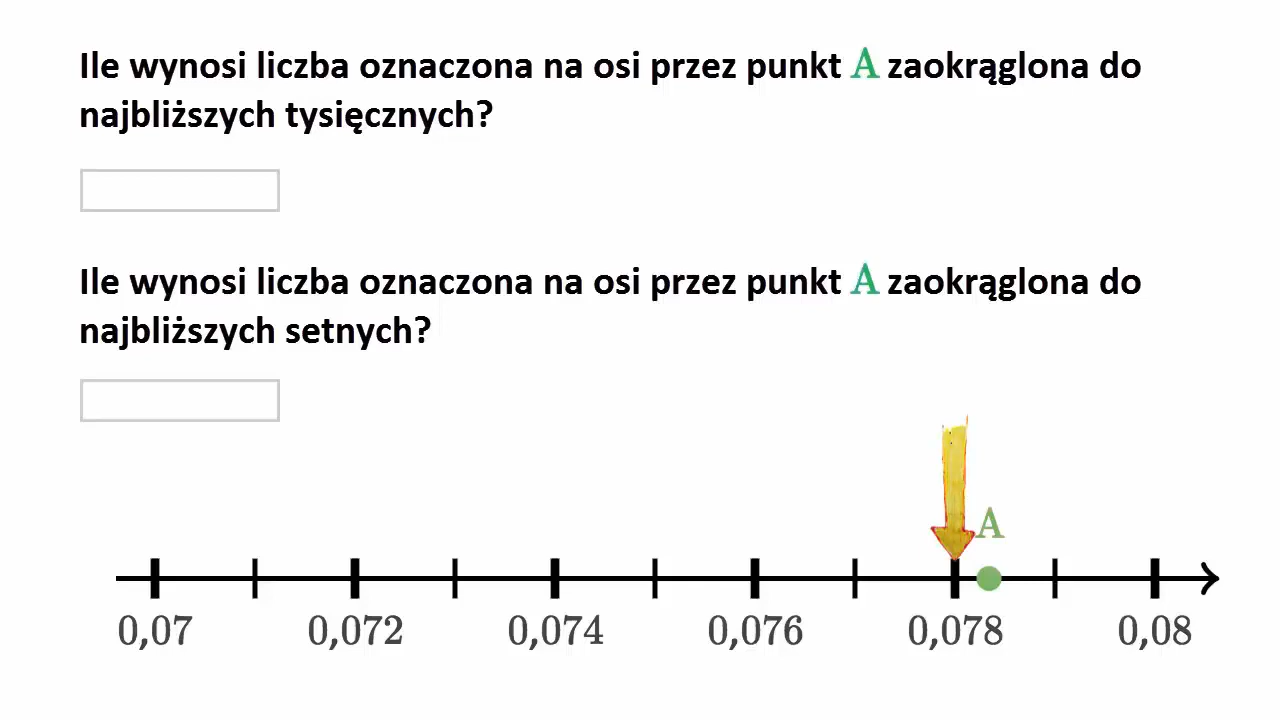 Ile wynosi liczba oznaczona na osi przez punkt A zaokrąglona do
najbliższych tysięcznych?
Ile wynosi liczba oznaczona na osi przez punkt A zaokrąglona do
najbliższych setnych?
A
0,07 0,072 0,074 0,076 0,078 0,08